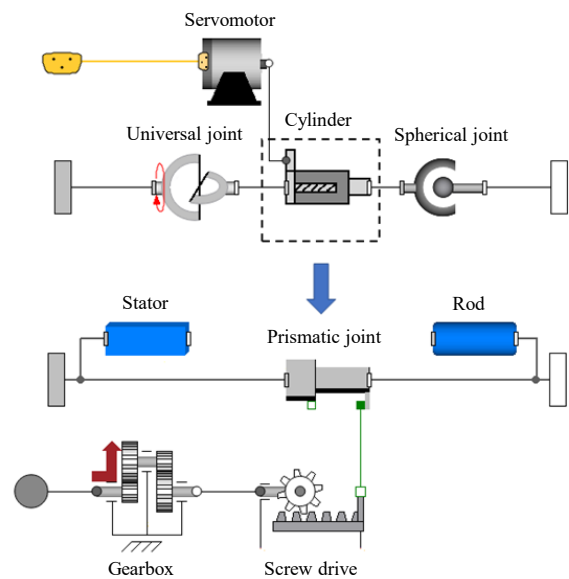 Servomotor
Cylinder
Universal joint
Spherical joint
Stator
Rod
Prismatic joint
Gearbox
Screw drive